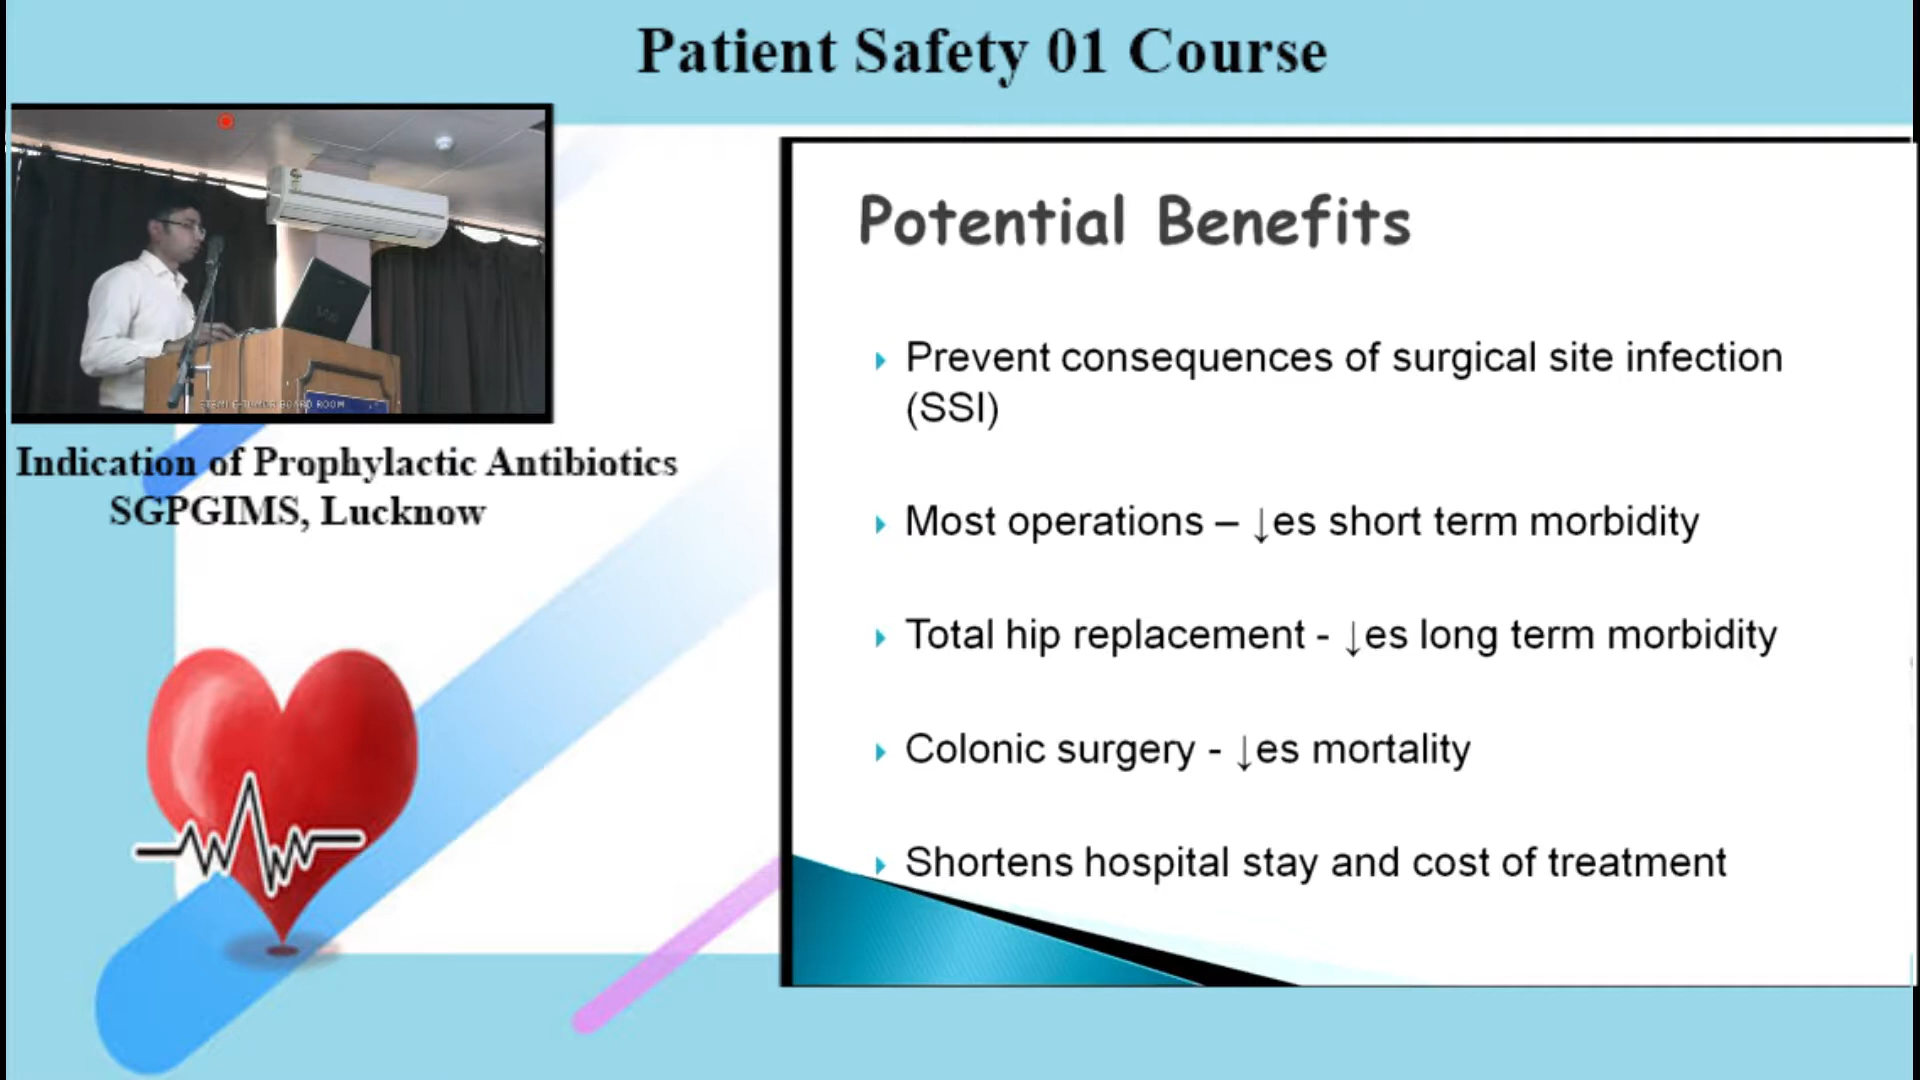 Patient Safety 01 Course
Indication of Prophylactic Antibiotics
SGPGIMS, Lucknow
Potential Benefits
Prevent consequences of surgical site infection
(SSI)
Most operations – ↓es short term morbidity
Total hip replacement - ↓es long term morbidity
Colonic surgery - ↓es mortality
Shortens hospital stay and cost of treatment
BOARD ROOM